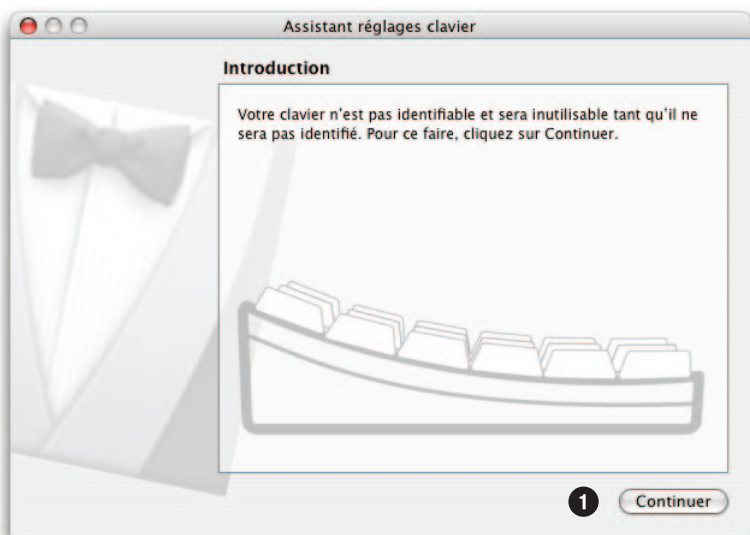 Assistant réglages clavier
Introduction
Votre clavier n'est pas identifiable et sera inutilisable tant qu'il ne
sera pas identifié. Pour ce faire, cliquez sur Continuer.
1 Continuer